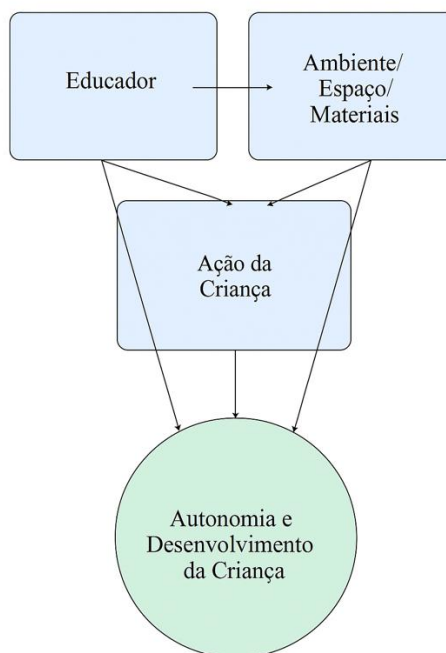 Educador
Ambiente/
Espaço/
Materiais
Ação da
Criança
Autonomia e
Desenvolvimento
da Criança